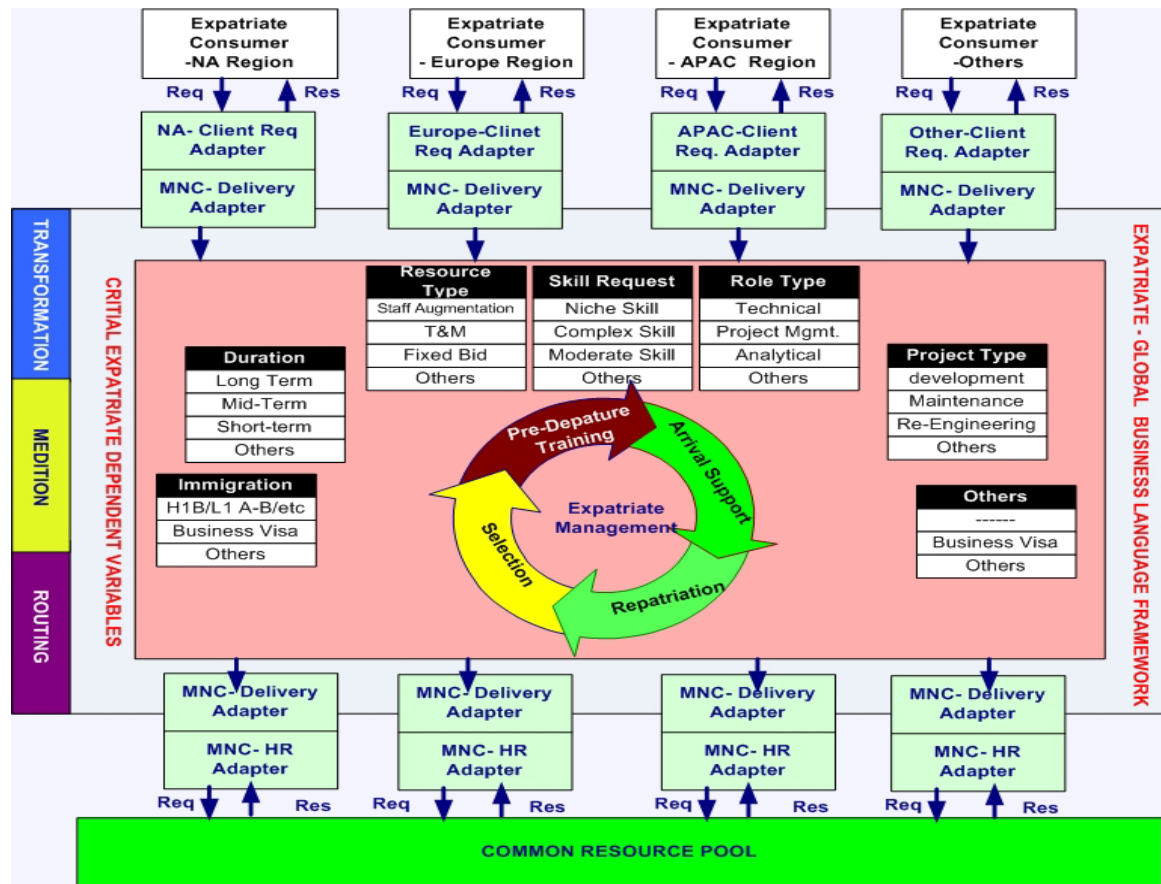 Expatriate
Consumer
-NA Region
Expatriate
Consumer
- Europe Region
Expatriate
Consumer
- APAC Region
Expatriate
Consumer
-Others
Req
Res
Req
Res
Req
Res
Req
Res
NA- Client Req
Adapter
MNC- Delivery
Adapter
Europe-Clinet
Req Adapter
MNC- Delivery
Adapter
APAC-Client
Req. Adapter
MNC- Delivery
Adapter
Other-Client
Req. Adapter
MNC- Delivery
Adapter
TRANSFORMATION
MEDITION
ROUTING
CRITIAL EXPATRIATE DEPENDENT VARIABLES
EXPATRIATE - GLOBAL BUSINESS LANGUAGE FRAMEWORK
Resource
Type
Staff Augmentation
T&M
Fixed Bid
Others
Skill Request
Niche Skill
Complex Skill
Moderate Skill
Others
Role Type
Technical
Project Mgmt.
Analytical
Others
Duration
Long Term
Mid-Term
Short-term
Others
Project Type
development
Maintenance
Re-Engineering
Others
Immigration
H1B/L1 A-B/etc
Business Visa
Others
Others
------
Business Visa
Others
Pre-Depature
Training
Arrival Support
Repatriation
Selection
Expatriate
Management
MNC- Delivery
Adapter
MNC- HR
Adapter
MNC- Delivery
Adapter
MNC- HR
Adapter
MNC- Delivery
Adapter
MNC- HR
Adapter
MNC- Delivery
Adapter
MNC- HR
Adapter
Req
Res
Req
Res
Req
Res
Req
Res
COMMON RESOURCE POOL